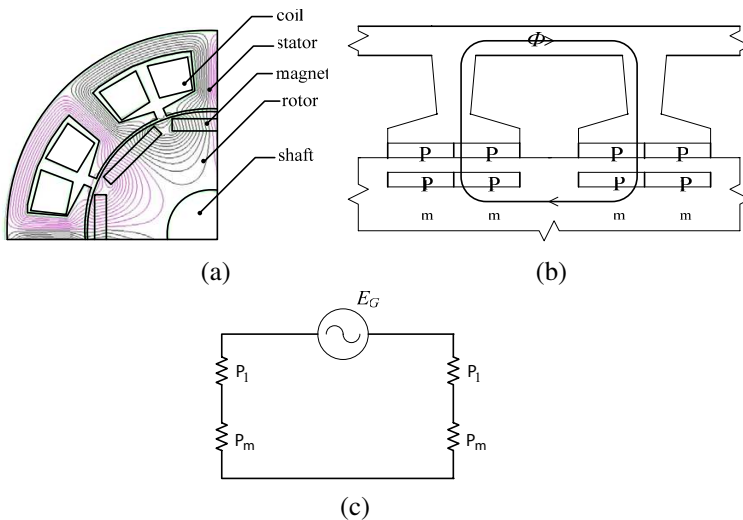 coil
stator
magnet
rotor
shaft
(a)
Φ
P P P P
P P P P
m m m m
(b)
E_G
P_l P_l
P_m P_m
(c)